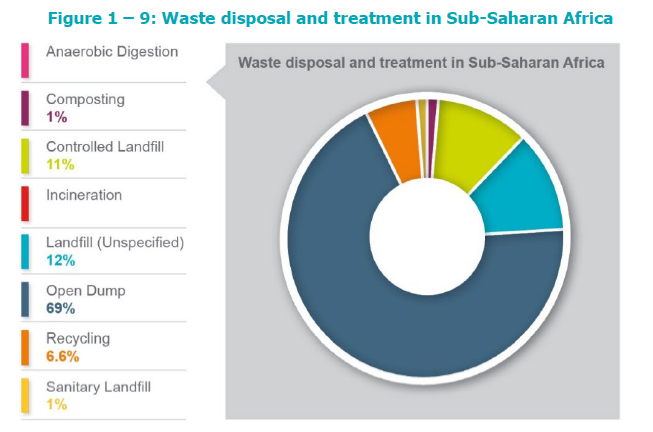 Figure 1 – 9: Waste disposal and treatment in Sub-Saharan Africa
Anaerobic Digestion
Composting
1%
Controlled Landfill
11%
Incineration
Landfill (Unspecified)
12%
Open Dump
69%
Recycling
6.6%
Sanitary Landfill
1%
Waste disposal and treatment in Sub-Saharan Africa